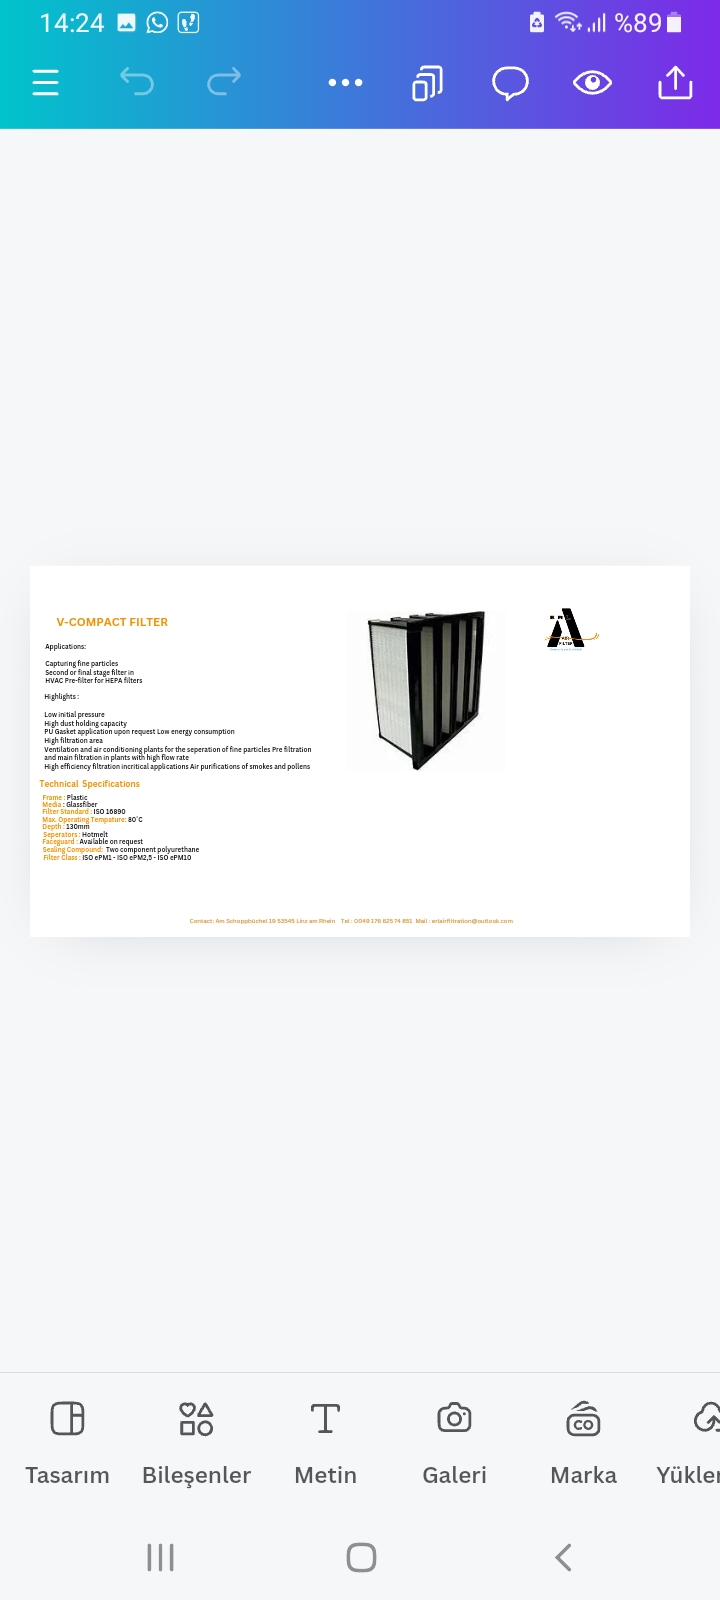 14:24
%89
V-COMPACT FILTER
Applications:
Capturing fine particles
Second or final stage filter in
HVAC Pre-filter for HEPA filters
Highlights :
Low initial pressure
High dust holding capacity
PU Gasket application upon request Low energy consumption
High filtration area
Ventilation and air conditioning plants for the seperation of fine particles Pre filtration
and main filtration in plants with high flow rate
High efficiency filtration incritical applications Air purifications of smokes and pollens
Technical Specifications
Frame : Plastic
Media : Glassfiber
Filter Standard : ISO 16890
Max. Operating Tempature: 80°C
Depth : 130mm
Seperators : Hotmelt
Faceguard : Available on request
Sealing Compound: Two component polyurethane
Filter Class : ISO ePM1 - ISO ePM2,5 - ISO ePM10
A
FILTER
Contact: Am Schoppbüchel 19 53545 Linz am Rhein Tel : 0049 176 625 74 851 Mail : erlairfiltration@outlook.com
CO
Tasarım
Bileşenler
Metin
Galeri
Marka
Yükler